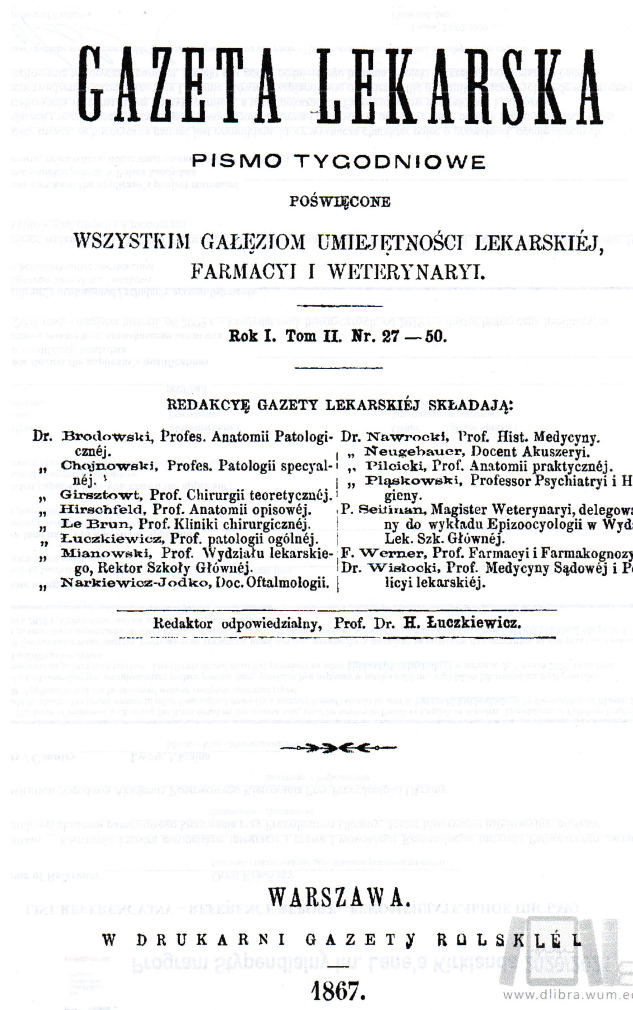 GAZETA LEKARSKA
PISMO TYGODNIOWE
POŚWIĘCONE
WSZYSTKIM GAŁĘZIOM UMIEJĘTNOŚCI LEKARSKIÉJ,
FARMACYI I WETERYNARYI.
Rok I. Tom II. Nr. 27 — 50.
REDAKCYĘ GAZETY LEKARSKIÉJ SKŁADAJĄ:
Dr. Brodowski, Profes. Anatomii Patologi-
cznéj.
„ Chojnowski, Profes. Patologii specyal-
néj.
„ Girsztowt, Prof. Chirurgii teoretycznéj.
„ Hirschfeld, Prof. Anatomii opisowéj.
„ Le Brun, Prof. Kliniki chirurgicznéj.
„ Łuczkiewicz, Prof. patologii ogólnéj.
„ Mianowski, Prof. Wydziału lekarskie-
go, Rektor Szkoły Głównéj.
„ Narkiewicz-Jodko, Doc. Oftalmologii.
Dr. Nawrocki, Prof. Hist. Medycyny.
„ Neugebauer, Docent Akuszeryi.
„ Pilcicki, Prof. Anatomii praktycznéj.
„ Pląskowski, Professor Psychiatryi i H
gieny.
P. Seifman, Magister Weterynaryi, delegowa
ny do wykładu Epizoocyologii w Wyd
Lek. Szk. Głównéj.
F. Werner, Prof. Farmacyi i Farmakognozy
Dr. Wisłocki, Prof. Medycyny Sądowéj i Po
licyi lekarskiéj.
Redaktor odpowiedzialny, Prof. Dr. H. Łuczkiewicz.
WARSZAWA.
W DRUKARNI GAZETY POLSKIÉJ
1867.
www.dlibra.wum.e